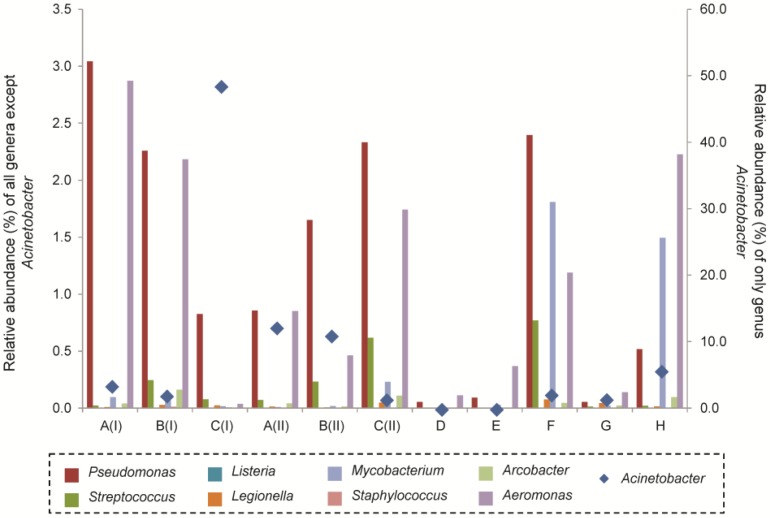 Relative abundance (%) of all genera except
Acinetobacter
3.5
3.0
2.5
2.0
1.5
1.0
0.5
0.0
60.0
50.0
40.0
30.0
20.0
10.0
0.0
Relative abundance (%) of only genus
Acinetobacter
A(I) B(I) C(I) A(II) B(II) C(II) D E F G H
Pseudomonas Listeria Mycobacterium Arcobacter Acinetobacter
Streptococcus Legionella Staphylococcus Aeromonas